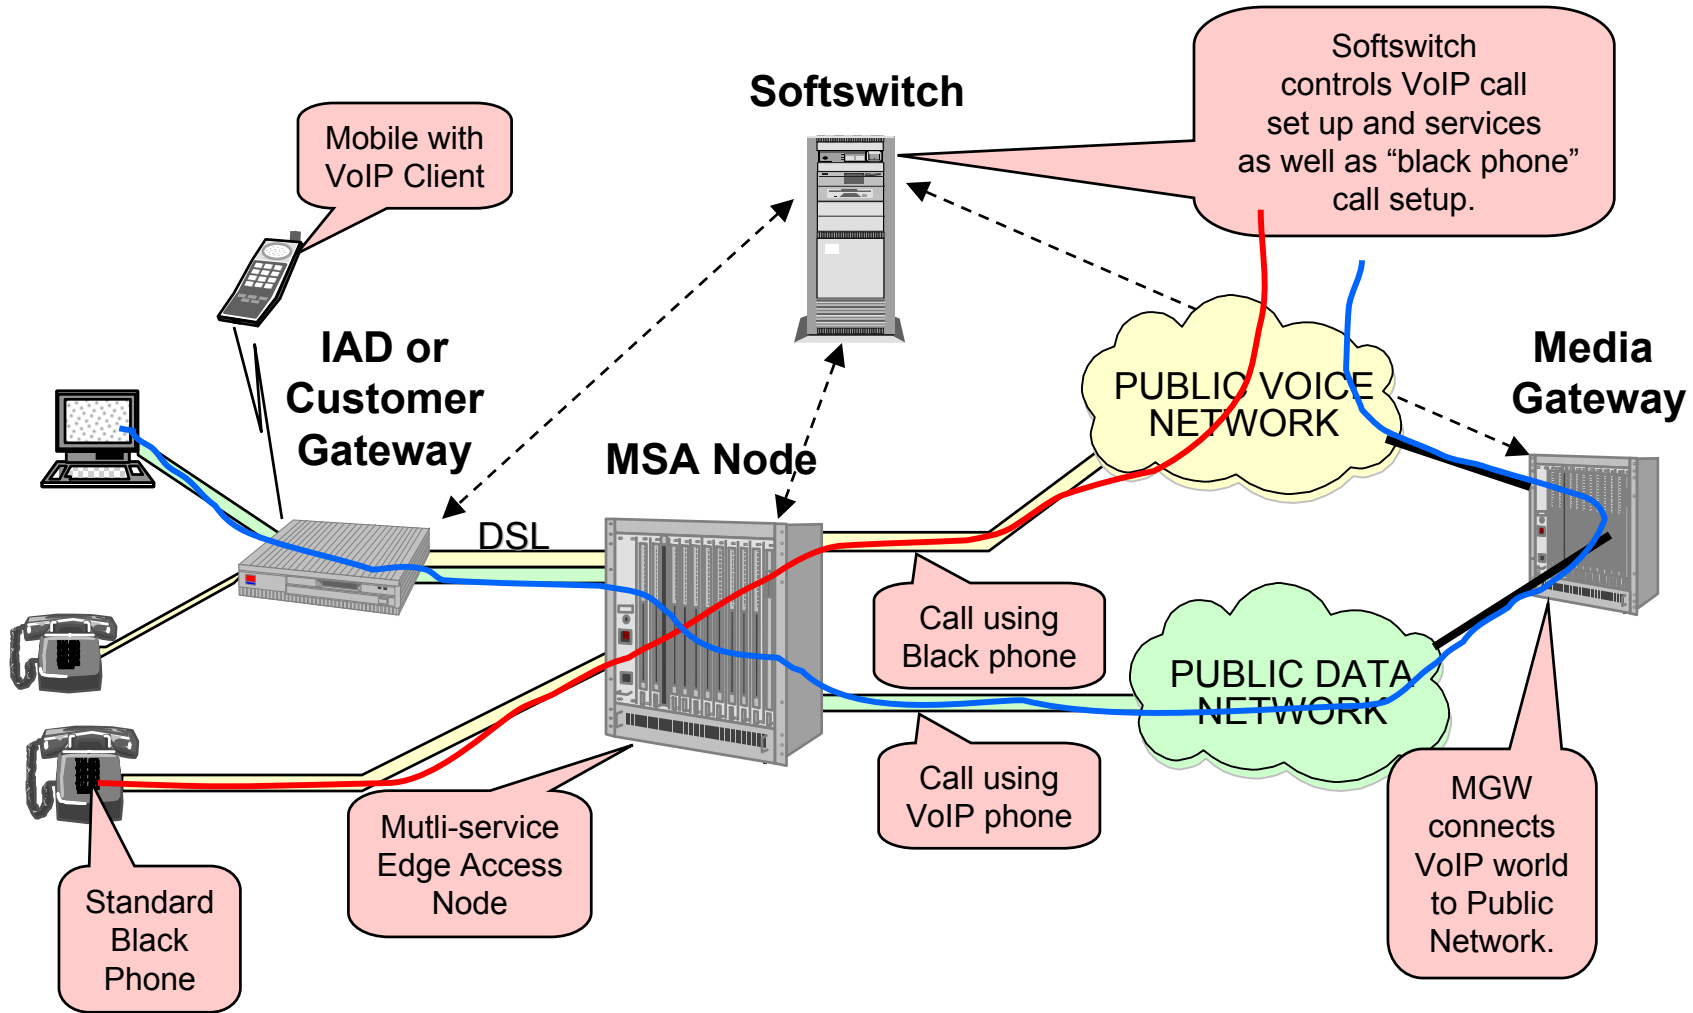 Softswitch
controls VoIP call
set up and services
as well as “black phone”
call setup.
Softswitch
Mobile with
VoIP Client
IAD or
Customer
Gateway
Media
Gateway
PUBLIC VOICE
NETWORK
MSA Node
DSL
Call using
Black phone
PUBLIC DATA
NETWORK
Call using
VoIP phone
MGW
connects
VoIP world
to Public
Network.
Mutli-service
Edge Access
Node
Standard
Black
Phone